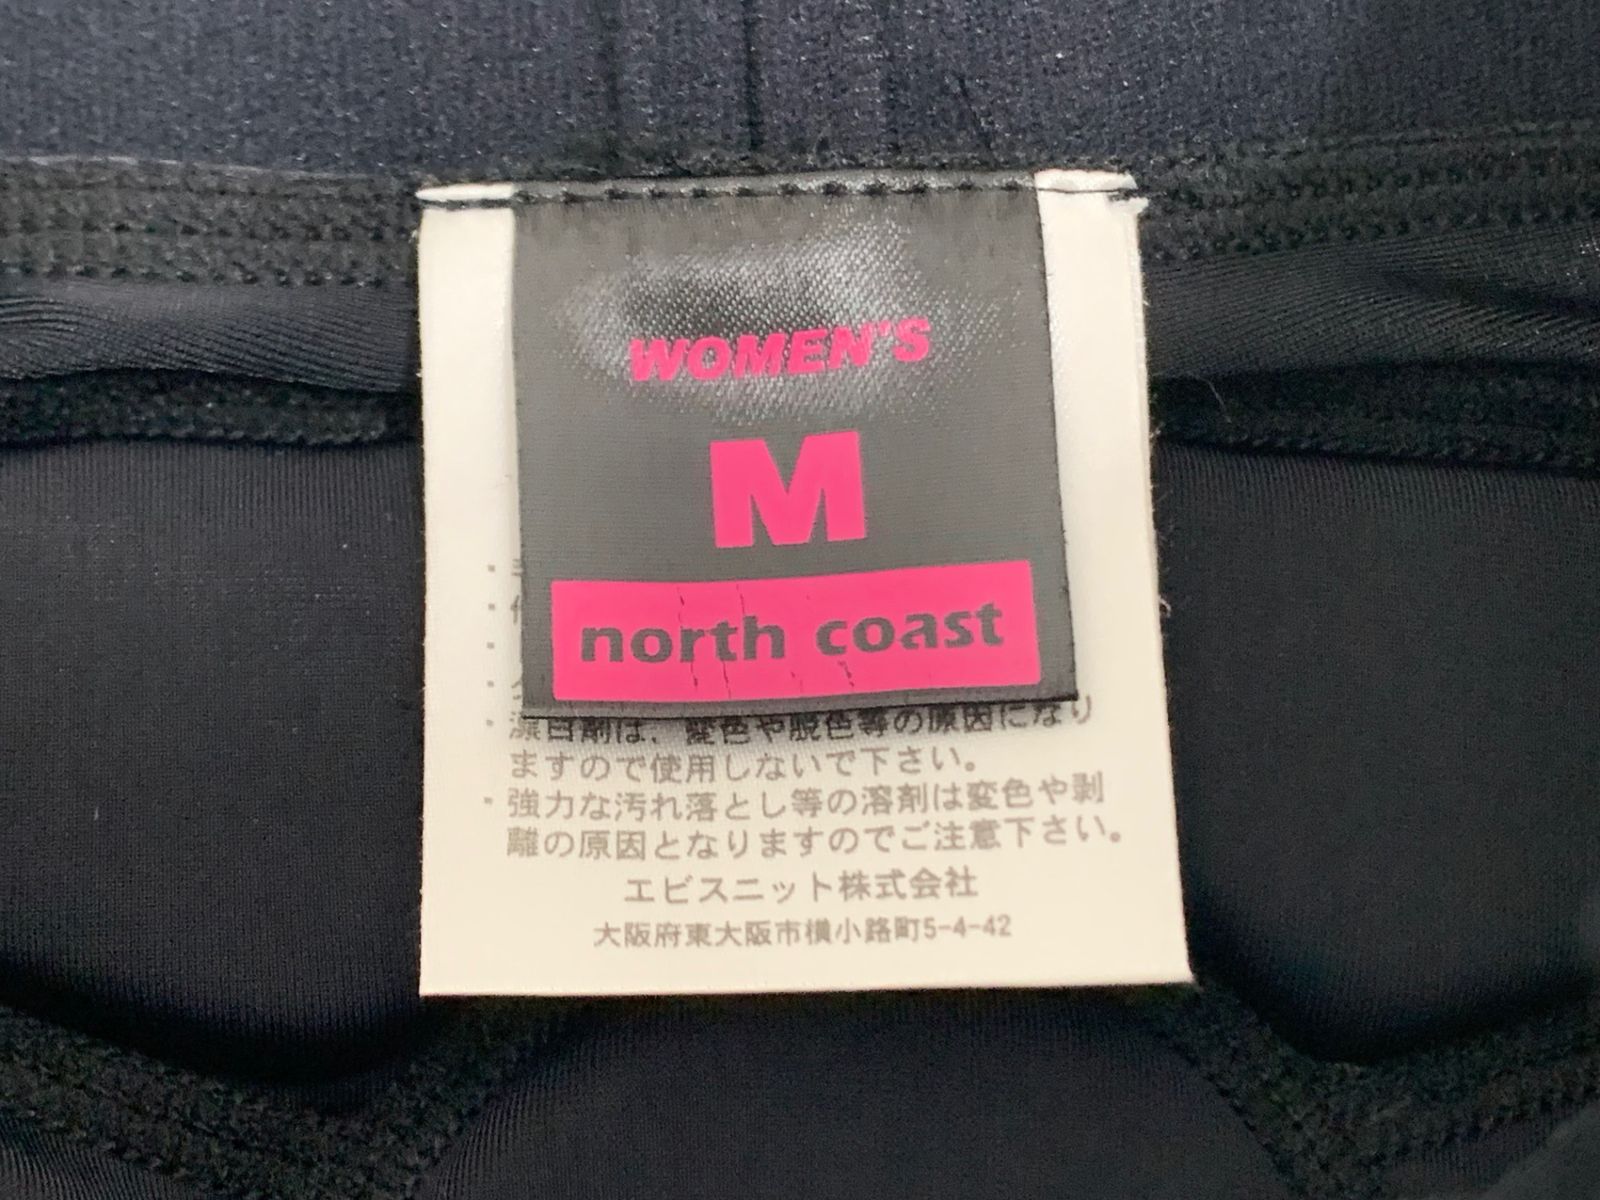 WOMEN'S
M
north coast
・漂白剤は、変色や脱色等の原因になり
ますので使用しないで下さい。
・強力な汚れ落とし等の溶剤は変色や剥
離の原因となりますのでご注意下さい。
エビスニット株式会社
大阪府東大阪市横小路町5-4-42